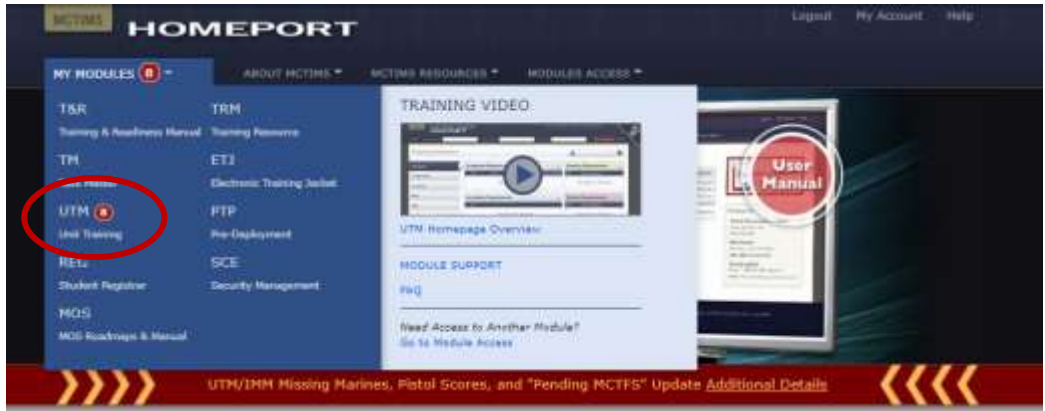 MCTIMS
HOMEPORT
Logout My Account Help
MY MODULES 8
ABOUT MCTIMS
MCTIMS RESOURCES
MODULES ACCESS
T&R
Training & Readiness Manual
TRM
Training Resource
TM
ETJ
Electronic Training Jacket
UTM 8
Unit Training
PTP
Pre-Deployment
REG
Student Registrar
SCE
Security Management
MOS
MOS Roadmaps & Manual
TRAINING VIDEO
UTM Homepage Overview
MODULE SUPPORT
FAQ
Need Access to Another Module?
Go to Module Access
User
Manual
UTM/IMM Missing Marines, Pistol Scores, and "Pending MCTFS" Update Additional Details